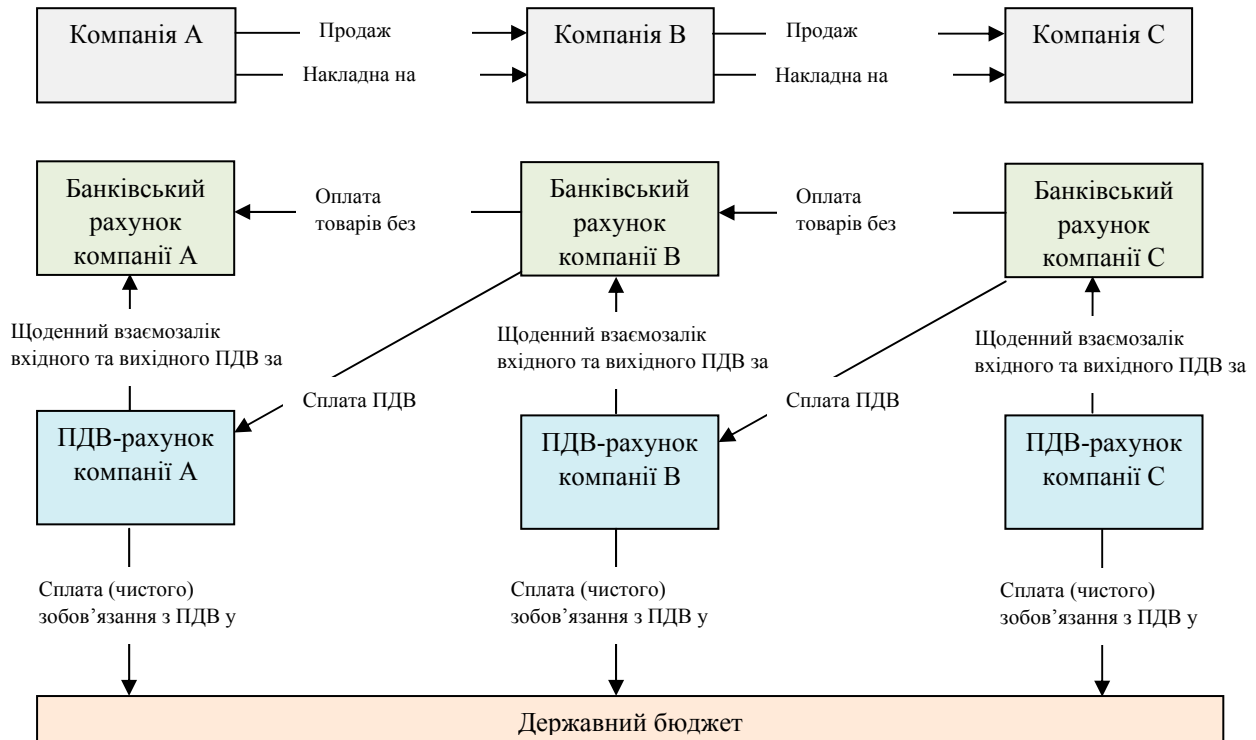 Компанія A
Продаж
Компанія B
Продаж
Компанія C
Накладна на
Накладна на
Банківський
рахунок
компанії A
Оплата
товарів без
Банківський
рахунок
компанії B
Оплата
товарів без
Банківський
рахунок
компанії C
Щоденний взаємозалік
вхідного та вихідного ПДВ за
Щоденний взаємозалік
вхідного та вихідного ПДВ за
Щоденний взаємозалік
вхідного та вихідного ПДВ за
Сплата ПДВ
Сплата ПДВ
ПДВ-рахунок
компанії A
ПДВ-рахунок
компанії B
ПДВ-рахунок
компанії C
Сплата (чистого)
зобов’язання з ПДВ у
Сплата (чистого)
зобов’язання з ПДВ у
Сплата (чистого)
зобов’язання з ПДВ у
Державний бюджет